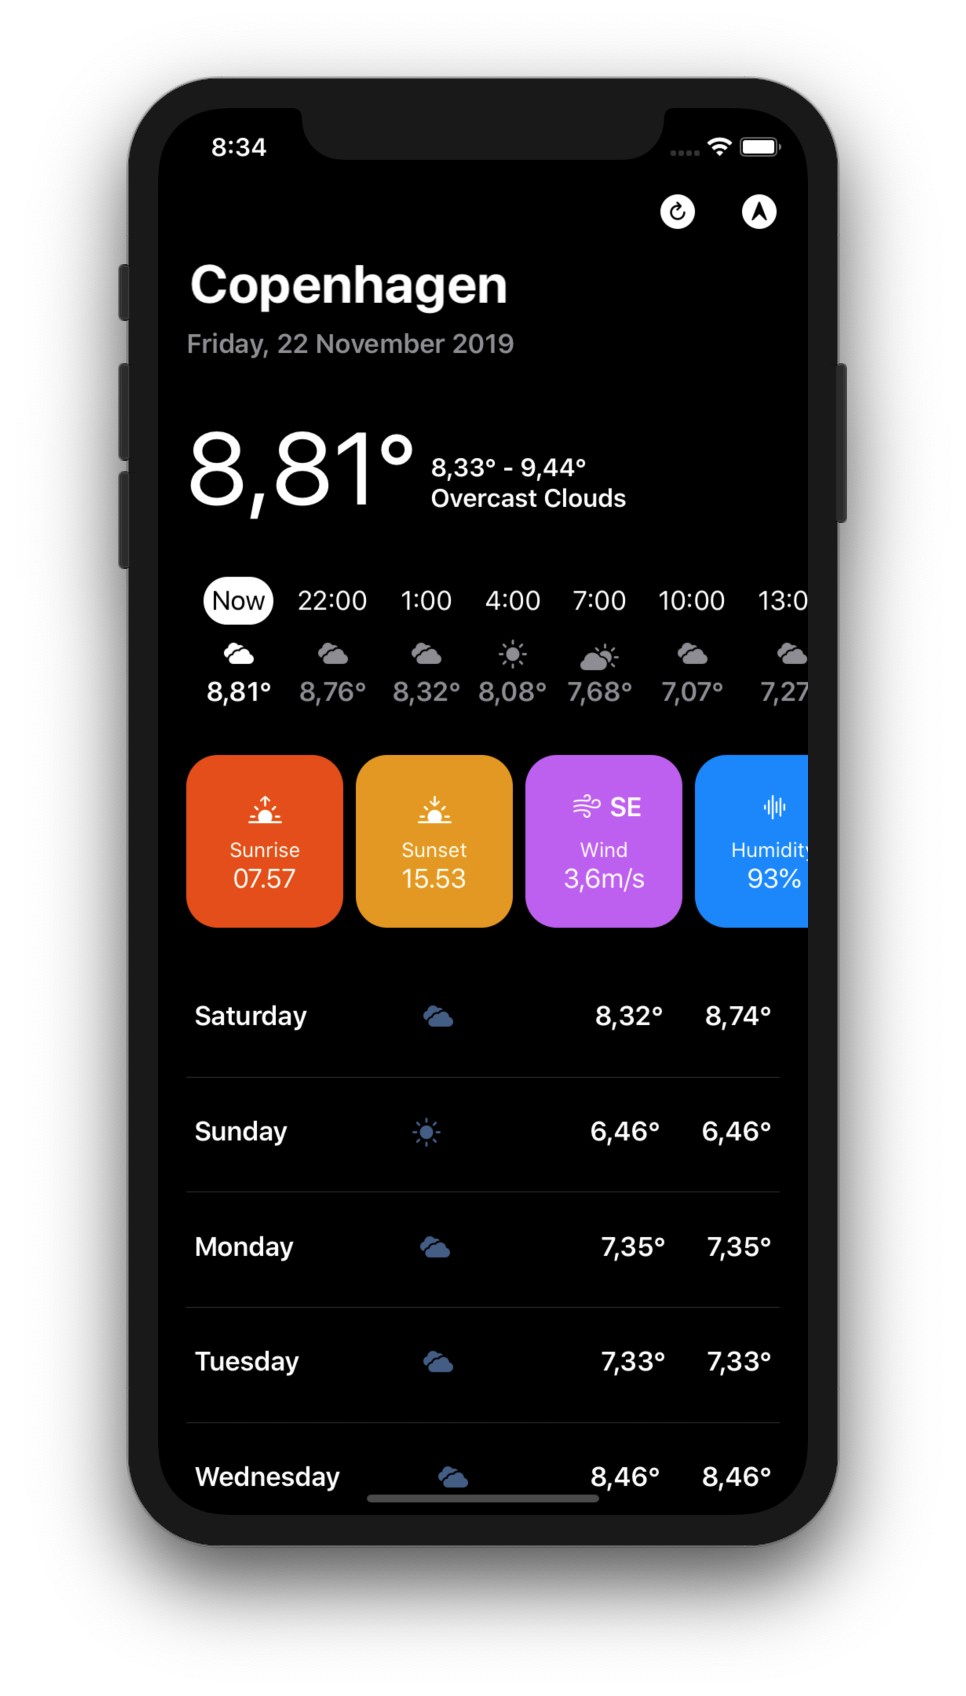 8:34
Copenhagen
Friday, 22 November 2019
8,81°
8,33° - 9,44°
Overcast Clouds
Now 22:00 1:00 4:00 7:00 10:00 13:0
8,81° 8,76° 8,32° 8,08° 7,68° 7,07° 7,27
SE
Sunrise Sunset Wind Humidity
07.57 15.53 3,6m/s 93%
Saturday 8,32° 8,74°
Sunday 6,46° 6,46°
Monday 7,35° 7,35°
Tuesday 7,33° 7,33°
Wednesday 8,46° 8,46°